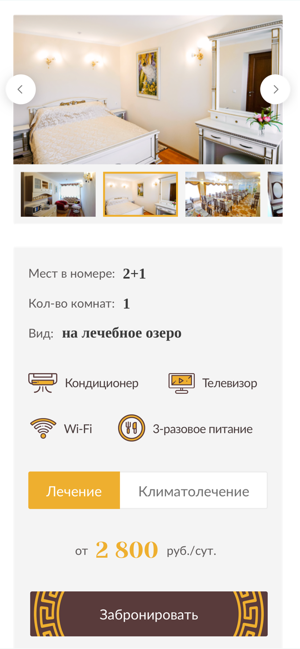 Мест в номере: 2+1
Кол-во комнат: 1
Вид: на лечебное озеро
Кондиционер Телевизор
Wi-Fi 3-разовое питание
Лечение Климатолечение
от 2 800 руб./сут.
Забронировать